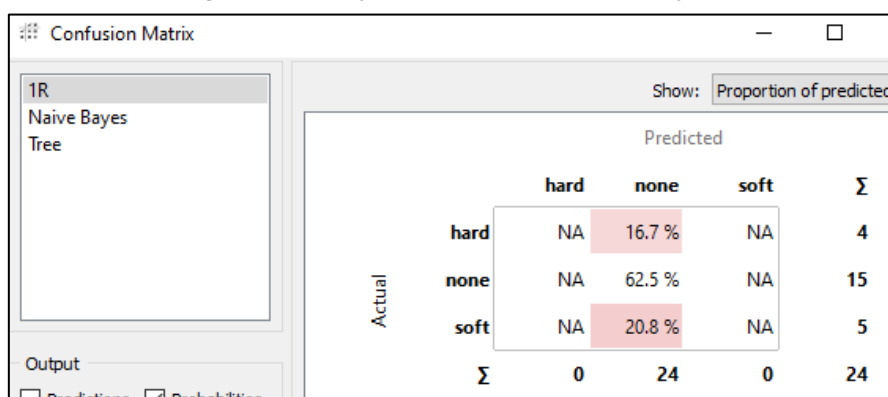 Confusion Matrix
1R
Naive Bayes
Tree
Show: Proportion of predicted
Predicted
hard none soft Σ
hard NA 16.7 % NA 4
none NA 62.5 % NA 15
soft NA 20.8 % NA 5
Σ 0 24 0 24
Actual
Output
Predictions Probabilities